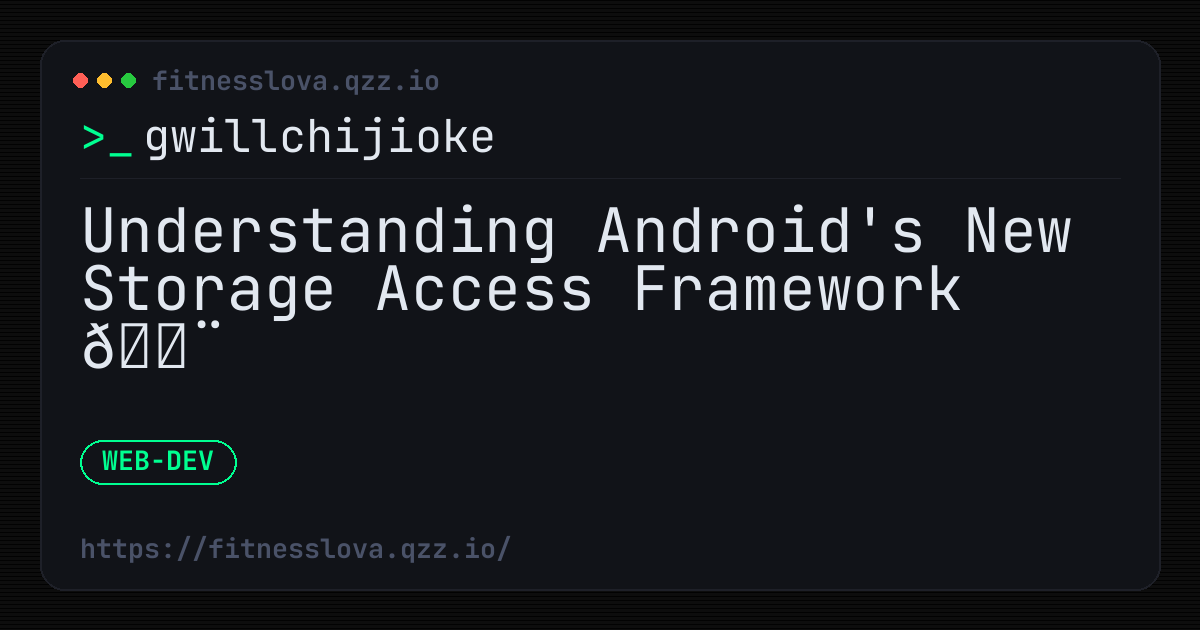 fitnesslova.qzz.io
>_ gwillchijioke
Understanding Android's New
Storage Access Framework
ð¨
WEB-DEV
https://fitnesslova.qzz.io/